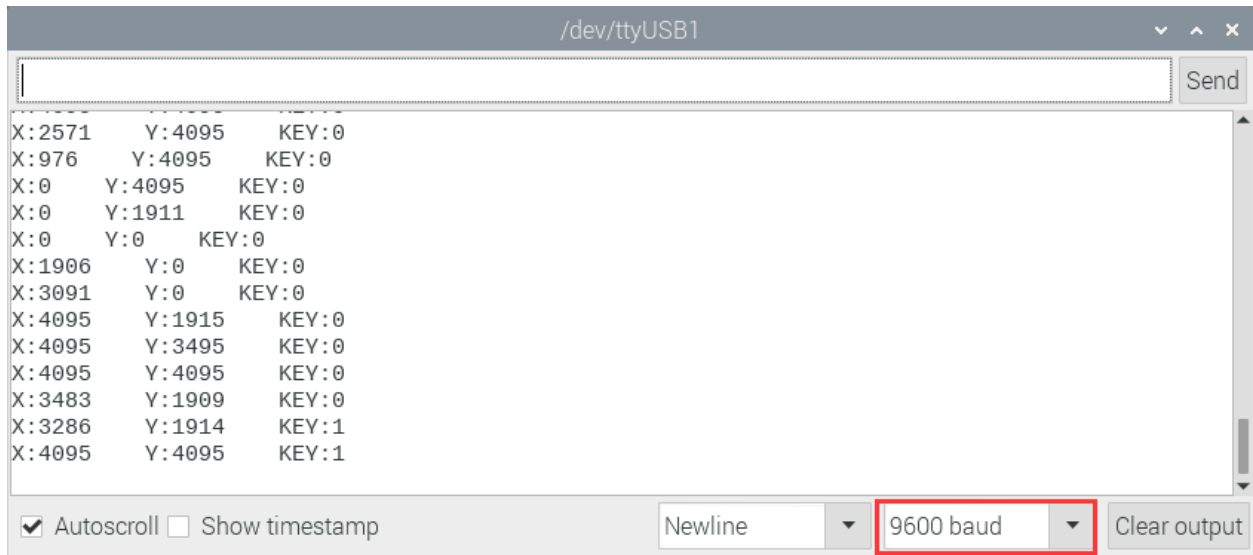 /dev/ttyUSB1
Send
X:2571 Y:4095 KEY:0
X:976 Y:4095 KEY:0
X:0 Y:4095 KEY:0
X:0 Y:1911 KEY:0
X:0 Y:0 KEY:0
X:1906 Y:0 KEY:0
X:3091 Y:0 KEY:0
X:4095 Y:1915 KEY:0
X:4095 Y:3495 KEY:0
X:4095 Y:4095 KEY:0
X:3483 Y:1909 KEY:0
X:3286 Y:1914 KEY:1
X:4095 Y:4095 KEY:1
Autoscroll Show timestamp Newline 9600 baud Clear output